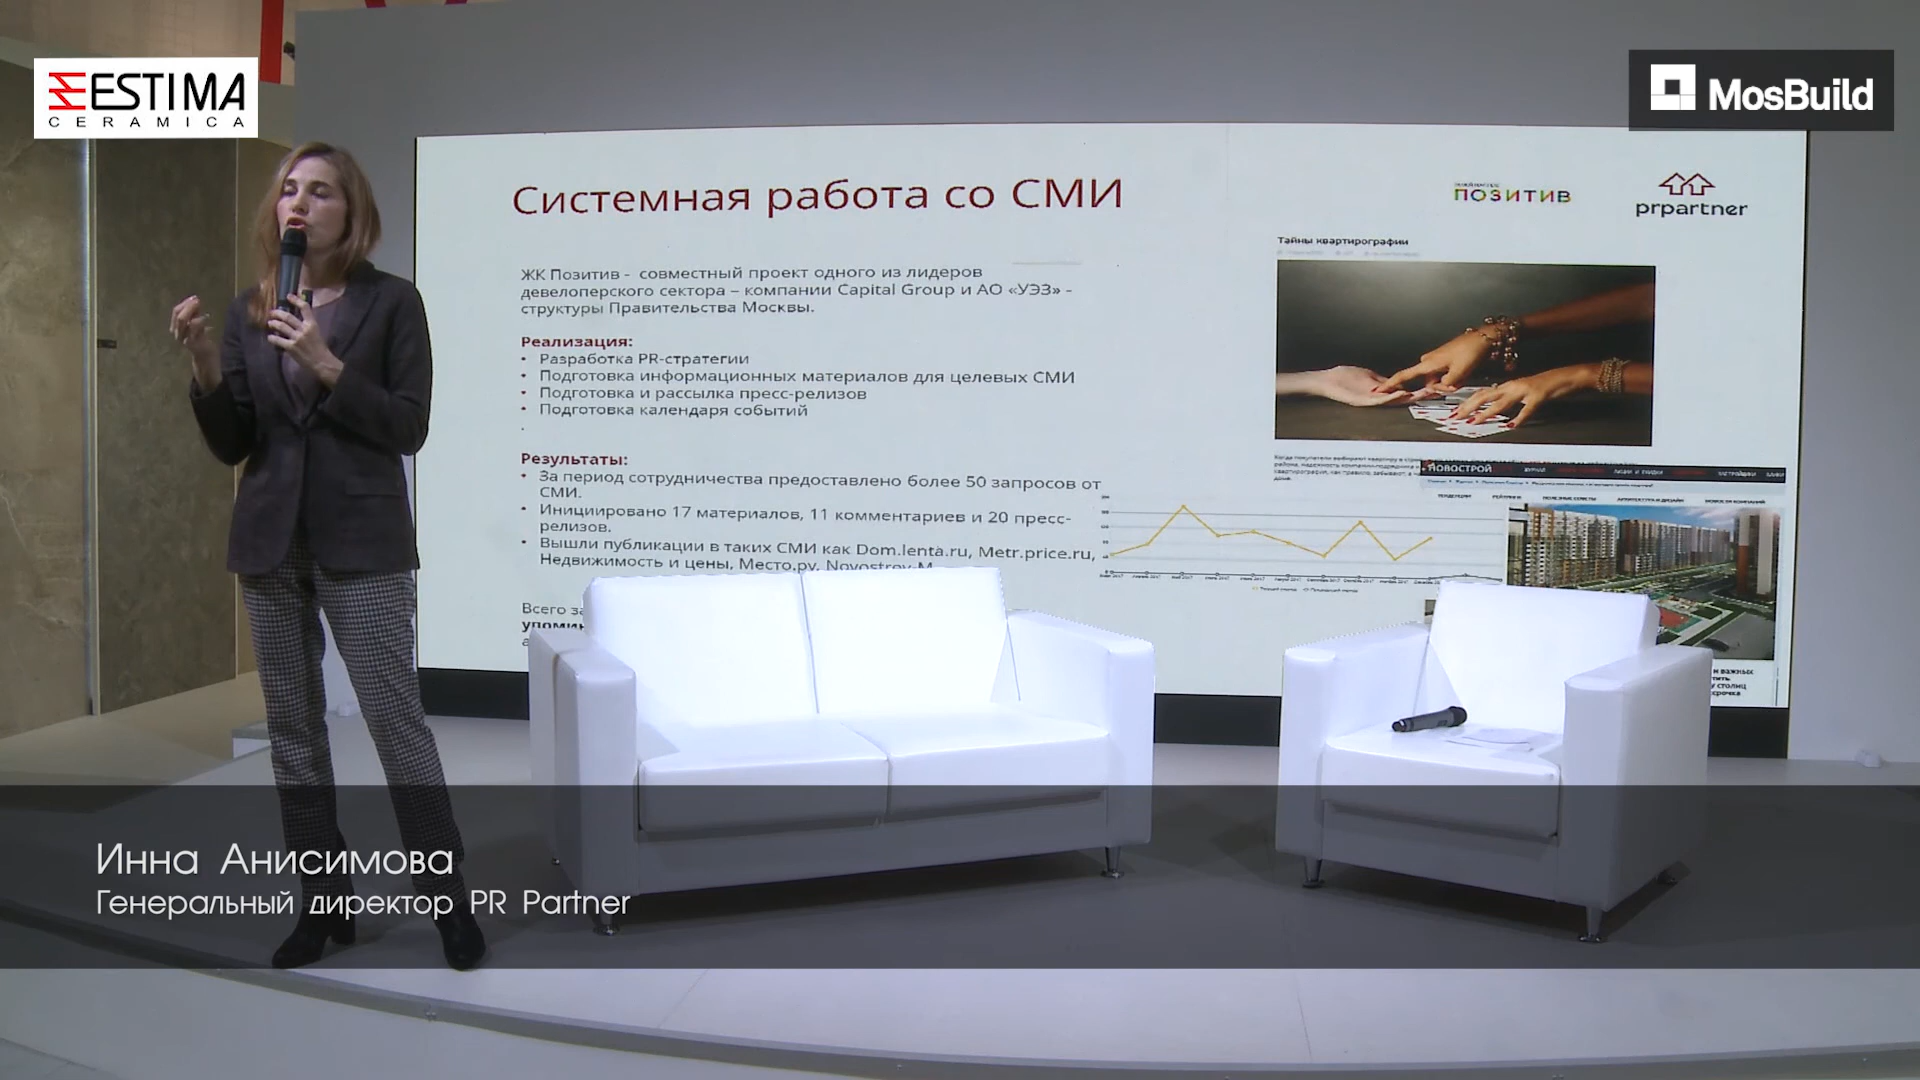 ESTIMA
CERAMICA
MosBuild
Системная работа со СМИ
ПОЗИТИВ
prpartner
Тайны квартирографии
ЖК Позитив - совместный проект одного из лидеров
девелоперского сектора – компании Capital Group и АО «УЭЗ» -
структуры Правительства Москвы.
Реализация:
• Разработка PR-стратегии
• Подготовка информационных материалов для целевых СМИ
• Подготовка и рассылка пресс-релизов
• Подготовка календаря событий
Результаты:
• За период сотрудничества предоставлено более 50 запросов от
СМИ.
• Инициировано 17 материалов, 11 комментариев и 20 пресс-
релизов.
• Вышли публикации в таких СМИ как Dom.lenta.ru, Metr.price.ru,
Недвижимость и цены, Место.ру, Novostroy-M
Всего за
упомин
НОВОСТРОЙ
и важных
Инна Анисимова
Генеральный директор PR Partner